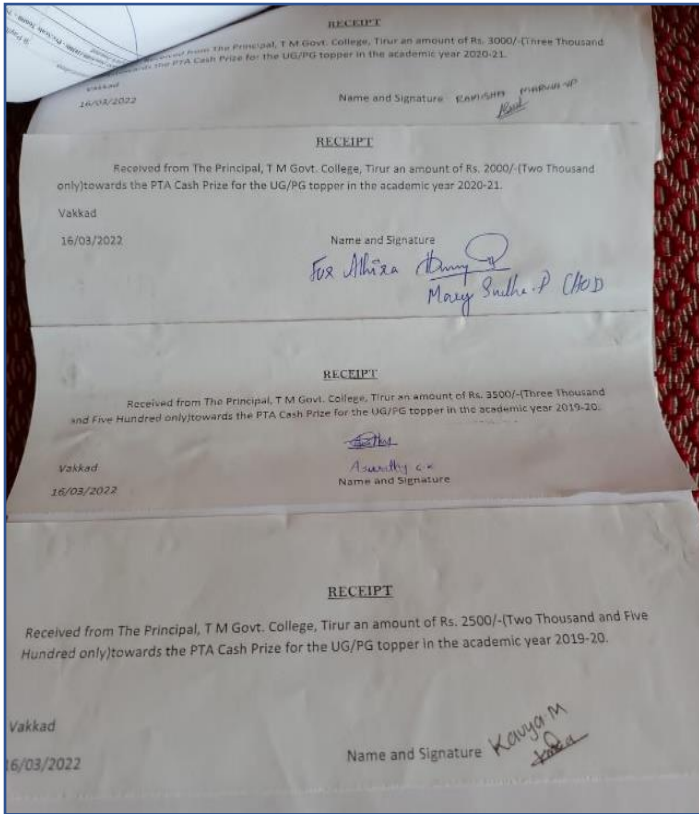 RECEIPT
received from The Principal, T M Govt. College, Tirur an amount of Rs. 3000/-(Three Thousand
the PTA Cash Prize for the UG/PG topper in the academic year 2020-21.
Vakkad
16/03/2022
Name and Signature
RECEIPT
Received from The Principal, T M Govt. College, Tirur an amount of Rs. 2000/-(Two Thousand
only)towards the PTA Cash Prize for the UG/PG topper in the academic year 2020-21.
Vakkad
16/03/2022
Name and Signature
For Athira
Mary P (HOD
RECEIPT
Received from The Principal, T M Govt. College, Tirur an amount of Rs. 3500/-(Three Thousand
and Five Hundred only)towards the PTA Cash Prize for the UG/PG topper in the academic year 2019-20.
Vakkad
16/03/2022
Name and Signature
RECEIPT
Received from The Principal, T M Govt. College, Tirur an amount of Rs. 2500/-(Two Thousand and Five
Hundred only)towards the PTA Cash Prize for the UG/PG topper in the academic year 2019-20.
Vakkad
16/03/2022
Name and Signature Kavya M